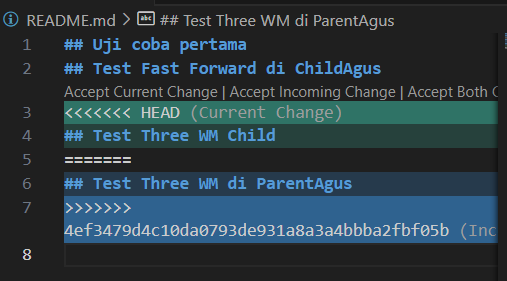 README.md > ## Test Three WM di ParentAgus
1 ## Uji coba pertama
2 ## Test Fast Forward di ChildAgus
Accept Current Change | Accept Incoming Change | Accept Both C
3 <<<<<<< HEAD (Current Change)
4 ## Test Three WM Child
5 =======
6 ## Test Three WM di ParentAgus
7 >>>>>>>
4ef3479d4c10da0793de931a8a3a4bbba2fbf05b (Inc
8